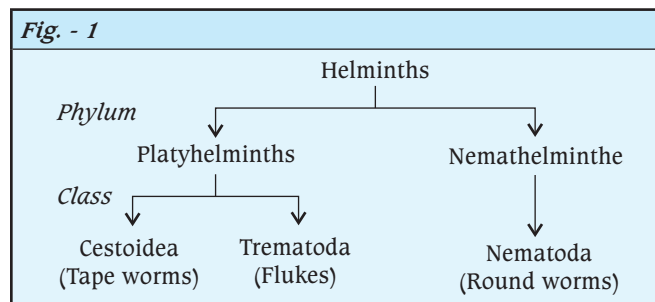 Fig. - 1
Helminths
Phylum
Platyhelminths Nemathelminthe
Class
Cestoidea Trematoda Nematoda
(Tape worms) (Flukes) (Round worms)